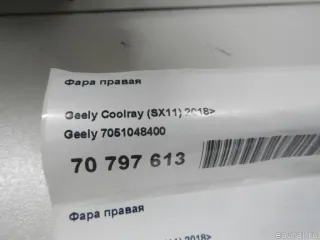 Фара правая
Geely Coolray (SX11) 2018>
Geely 7051048400
70 797 613
Фара правая